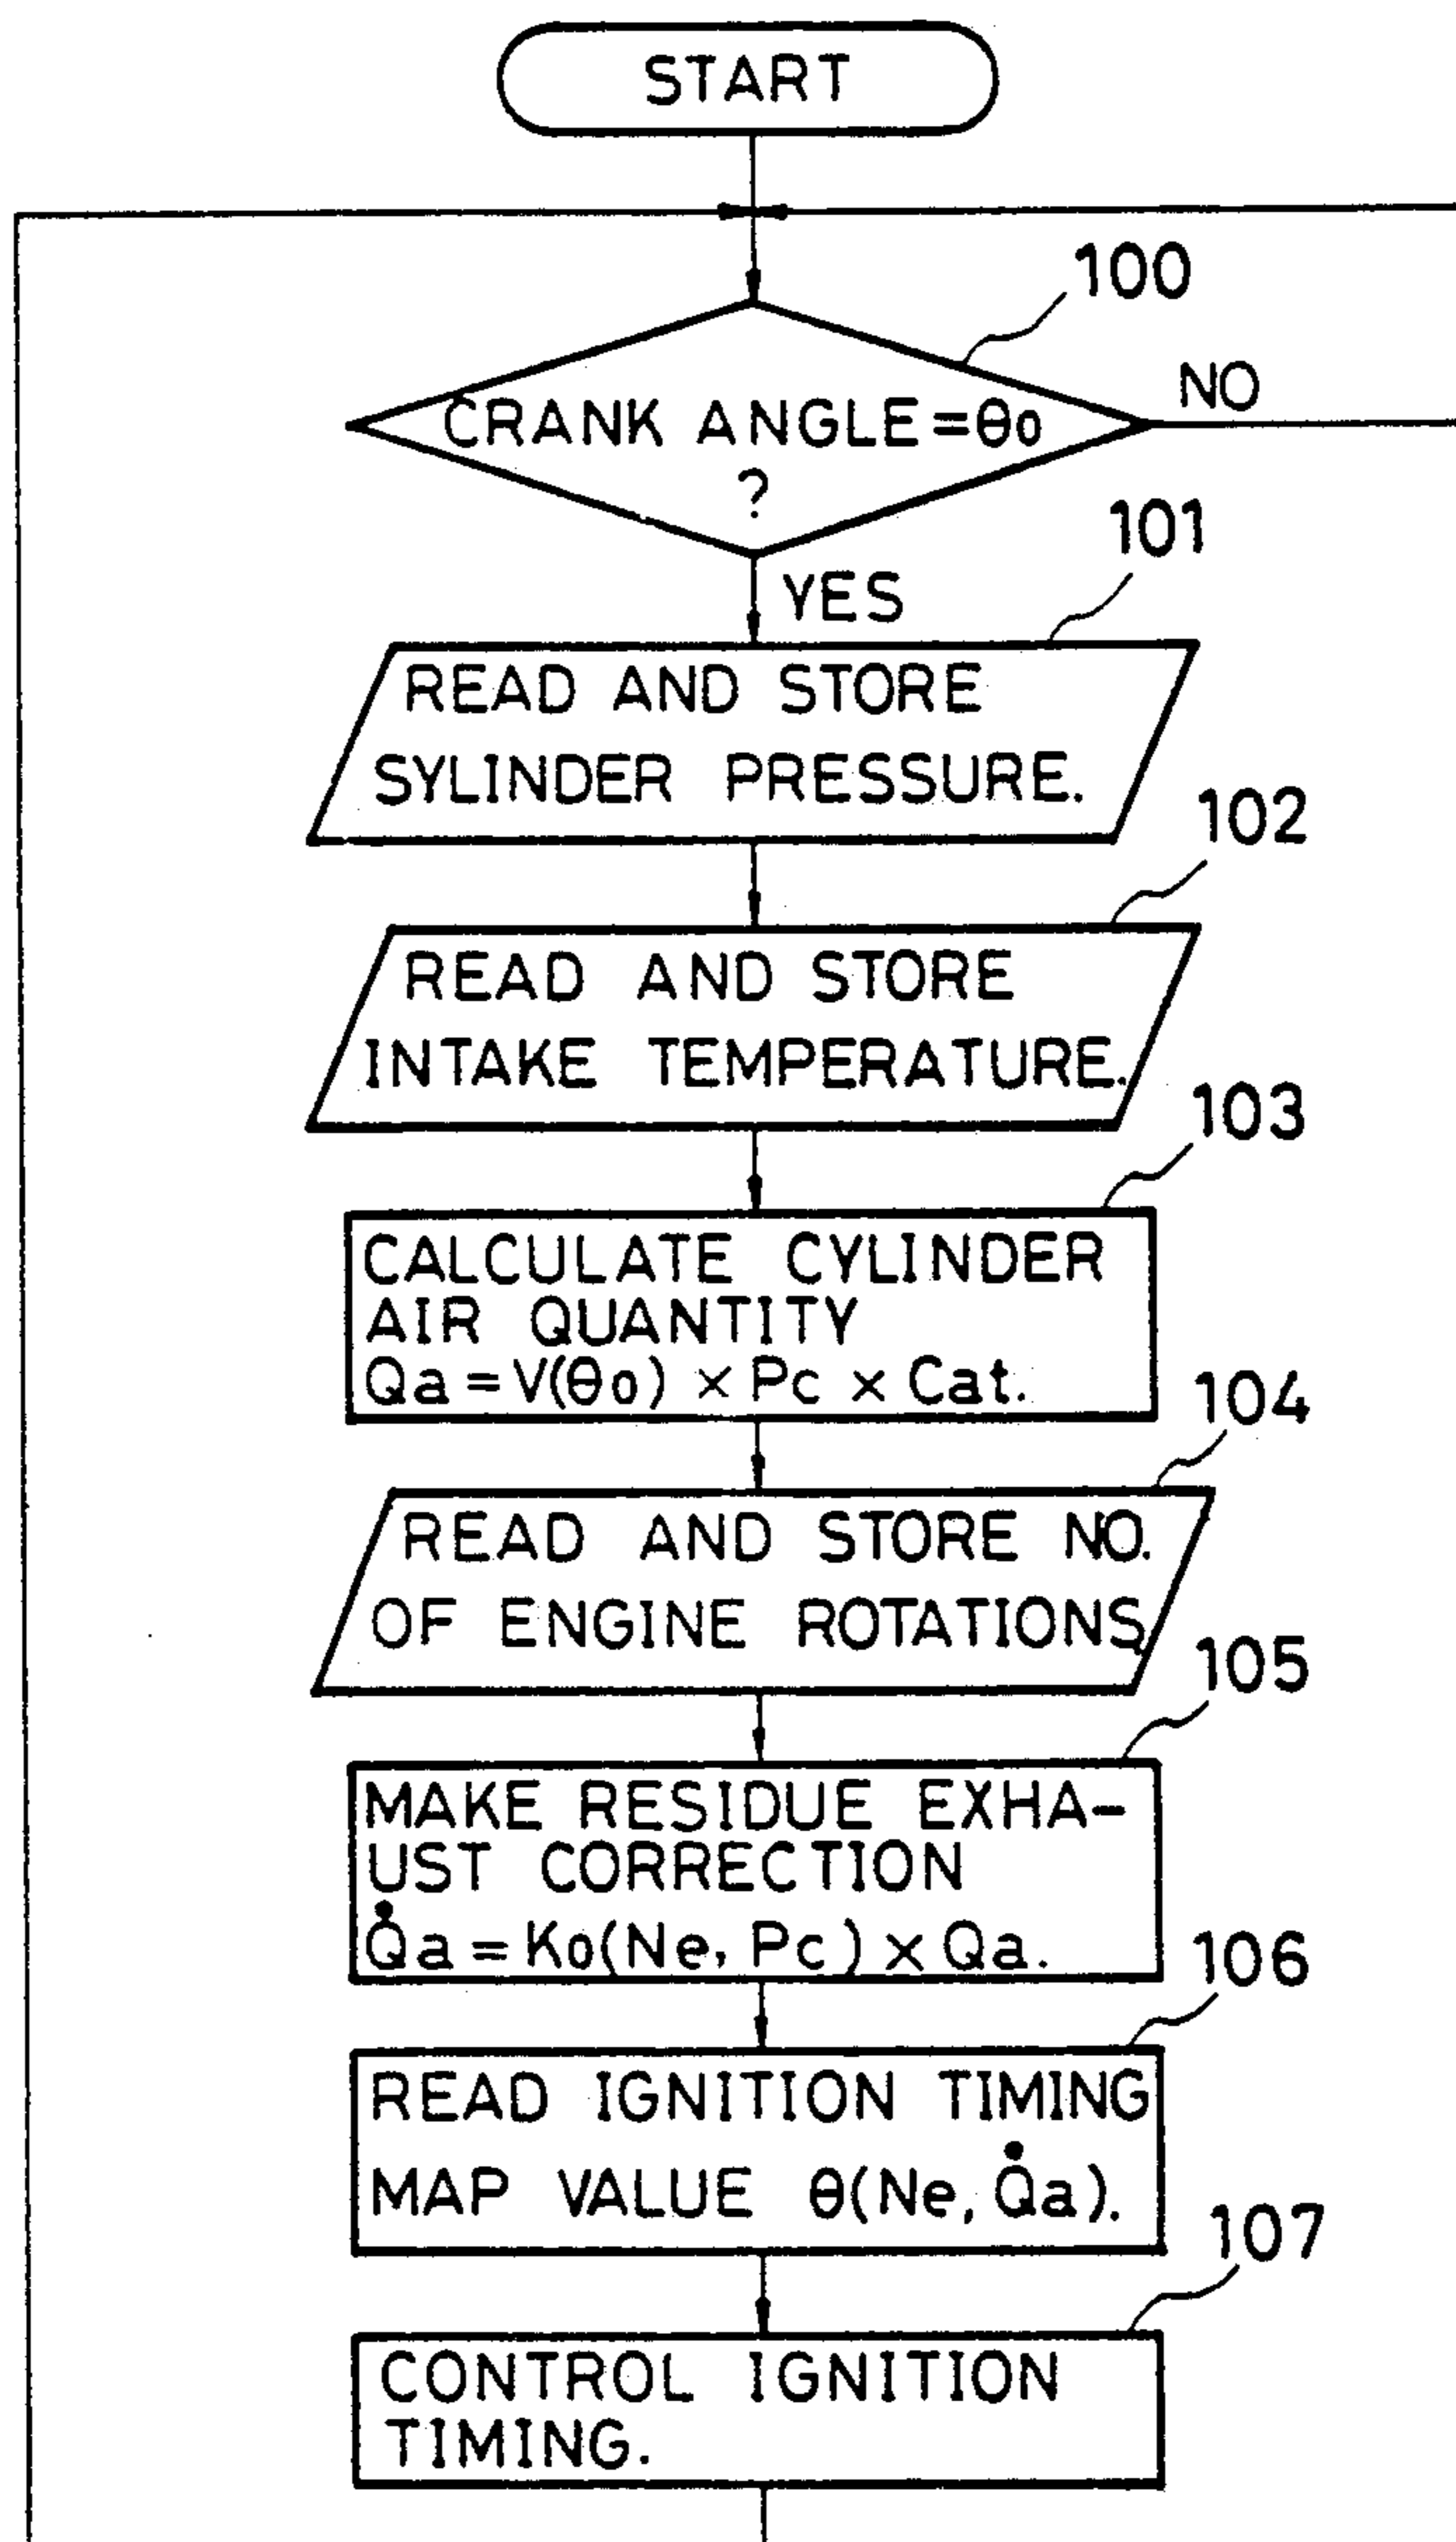 START
100
CRANK ANGLE=θo
?
NO
YES
101
READ AND STORE
SYLINDER PRESSURE.
102
READ AND STORE
INTAKE TEMPERATURE.
103
CALCULATE CYLINDER
AIR QUANTITY
Qa=V(θo) × Pc × Cat.
104
READ AND STORE NO.
OF ENGINE ROTATIONS.
105
MAKE RESIDUE EXHA-
UST CORRECTION
Q̇a=Ko(Ne, Pc) × Qa.
106
READ IGNITION TIMING
MAP VALUE θ(Ne, Q̇a).
107
CONTROL IGNITION
TIMING.